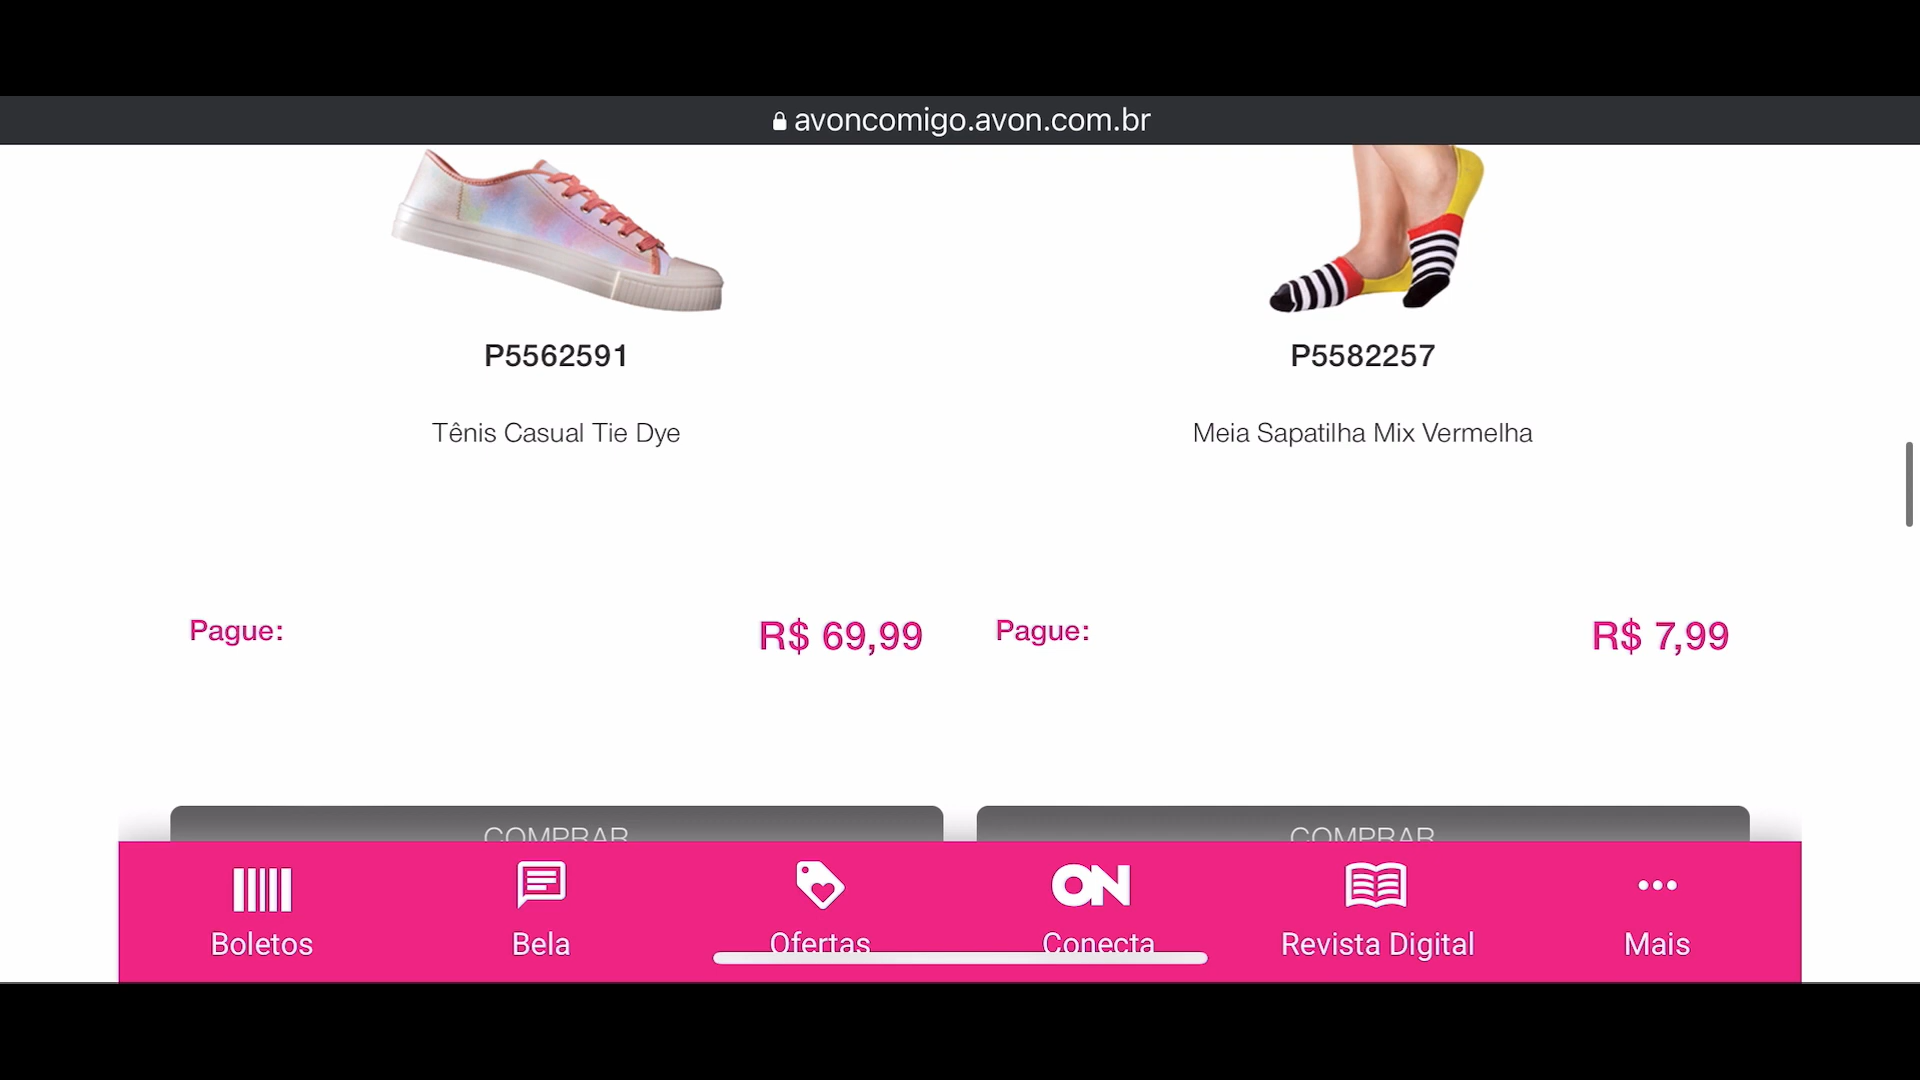 avoncomigo.avon.com.br
P5562591
Tênis Casual Tie Dye
Pague: R$ 69,99
COMPRAR
P5582257
Meia Sapatilha Mix Vermelha
Pague: R$ 7,99
COMPRAR
Boletos
Bela
Ofertas
ON
Conecta
Revista Digital
Mais